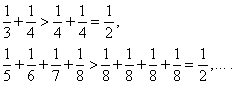 1/3 + 1/4 > 1/4 + 1/4 = 1/2,
1/5 + 1/6 + 1/7 + 1/8 > 1/8 + 1/8 + 1/8 + 1/8 = 1/2, ... .